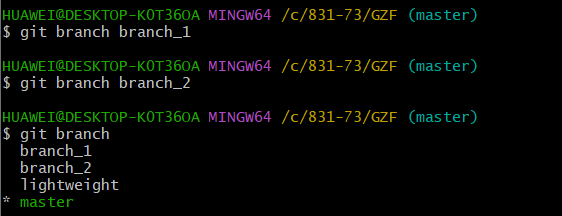 HUAWEI@DESKTOP-K0T36OA MINGW64 /c/831-73/GZF (master)
$ git branch branch_1
HUAWEI@DESKTOP-K0T36OA MINGW64 /c/831-73/GZF (master)
$ git branch branch_2
HUAWEI@DESKTOP-K0T36OA MINGW64 /c/831-73/GZF (master)
$ git branch
branch_1
branch_2
lightweight
* master